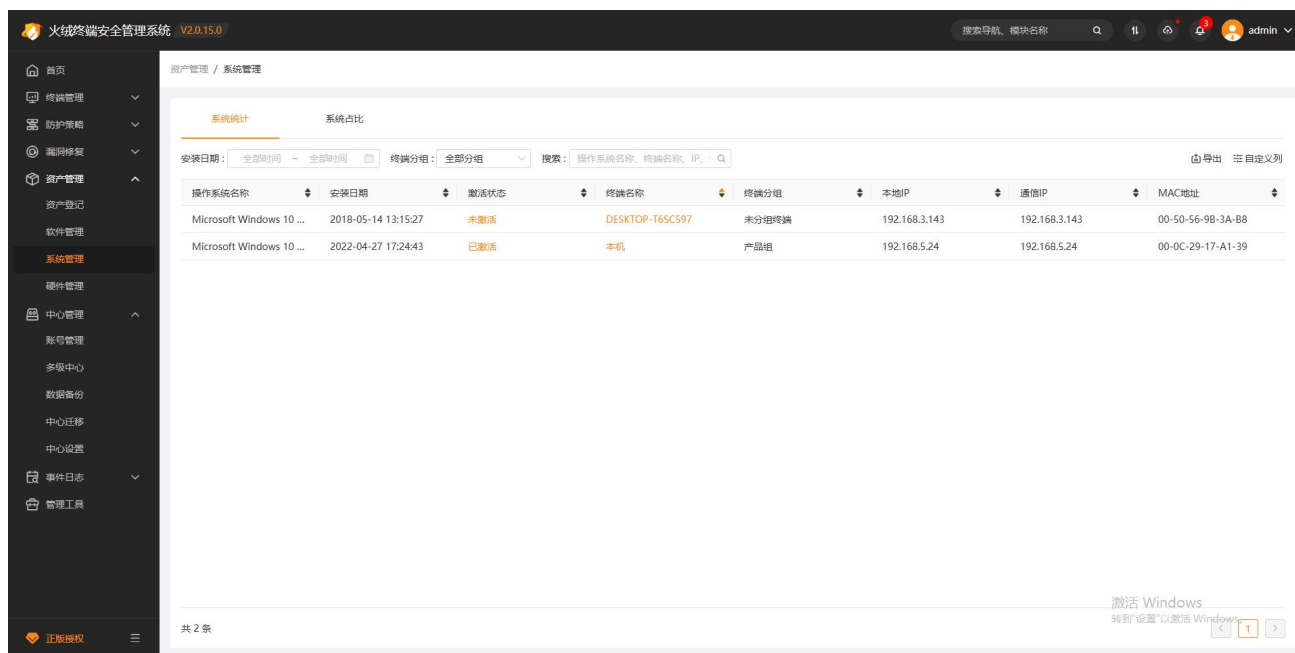 火绒终端安全管理系统 V2.0.15.0
搜索导航、模块名称
3
admin
首页
终端管理
防护策略
漏洞修复
资产管理
资产登记
软件管理
系统管理
硬件管理
中心管理
账号管理
多级中心
数据备份
中心迁移
中心设置
事件日志
管理工具
正版授权
资产管理 / 系统管理
系统统计 系统占比
安装日期： 全部时间 ~ 全部时间 终端分组： 全部分组 搜索： 操作系统名称、终端名称、IP、 导出 自定义列
操作系统名称 安装日期 激活状态 终端名称 终端分组 本地IP 通信IP MAC地址
Microsoft Windows 10 ... 2018-05-14 13:15:27 未激活 DESKTOP-T6SC597 未分组终端 192.168.3.143 192.168.3.143 00-50-56-9B-3A-B8
Microsoft Windows 10 ... 2022-04-27 17:24:43 已激活 本机 产品组 192.168.5.24 192.168.5.24 00-0C-29-17-A1-39
激活 Windows
转到"设置"以激活 Windows。
共 2 条
< 1 >